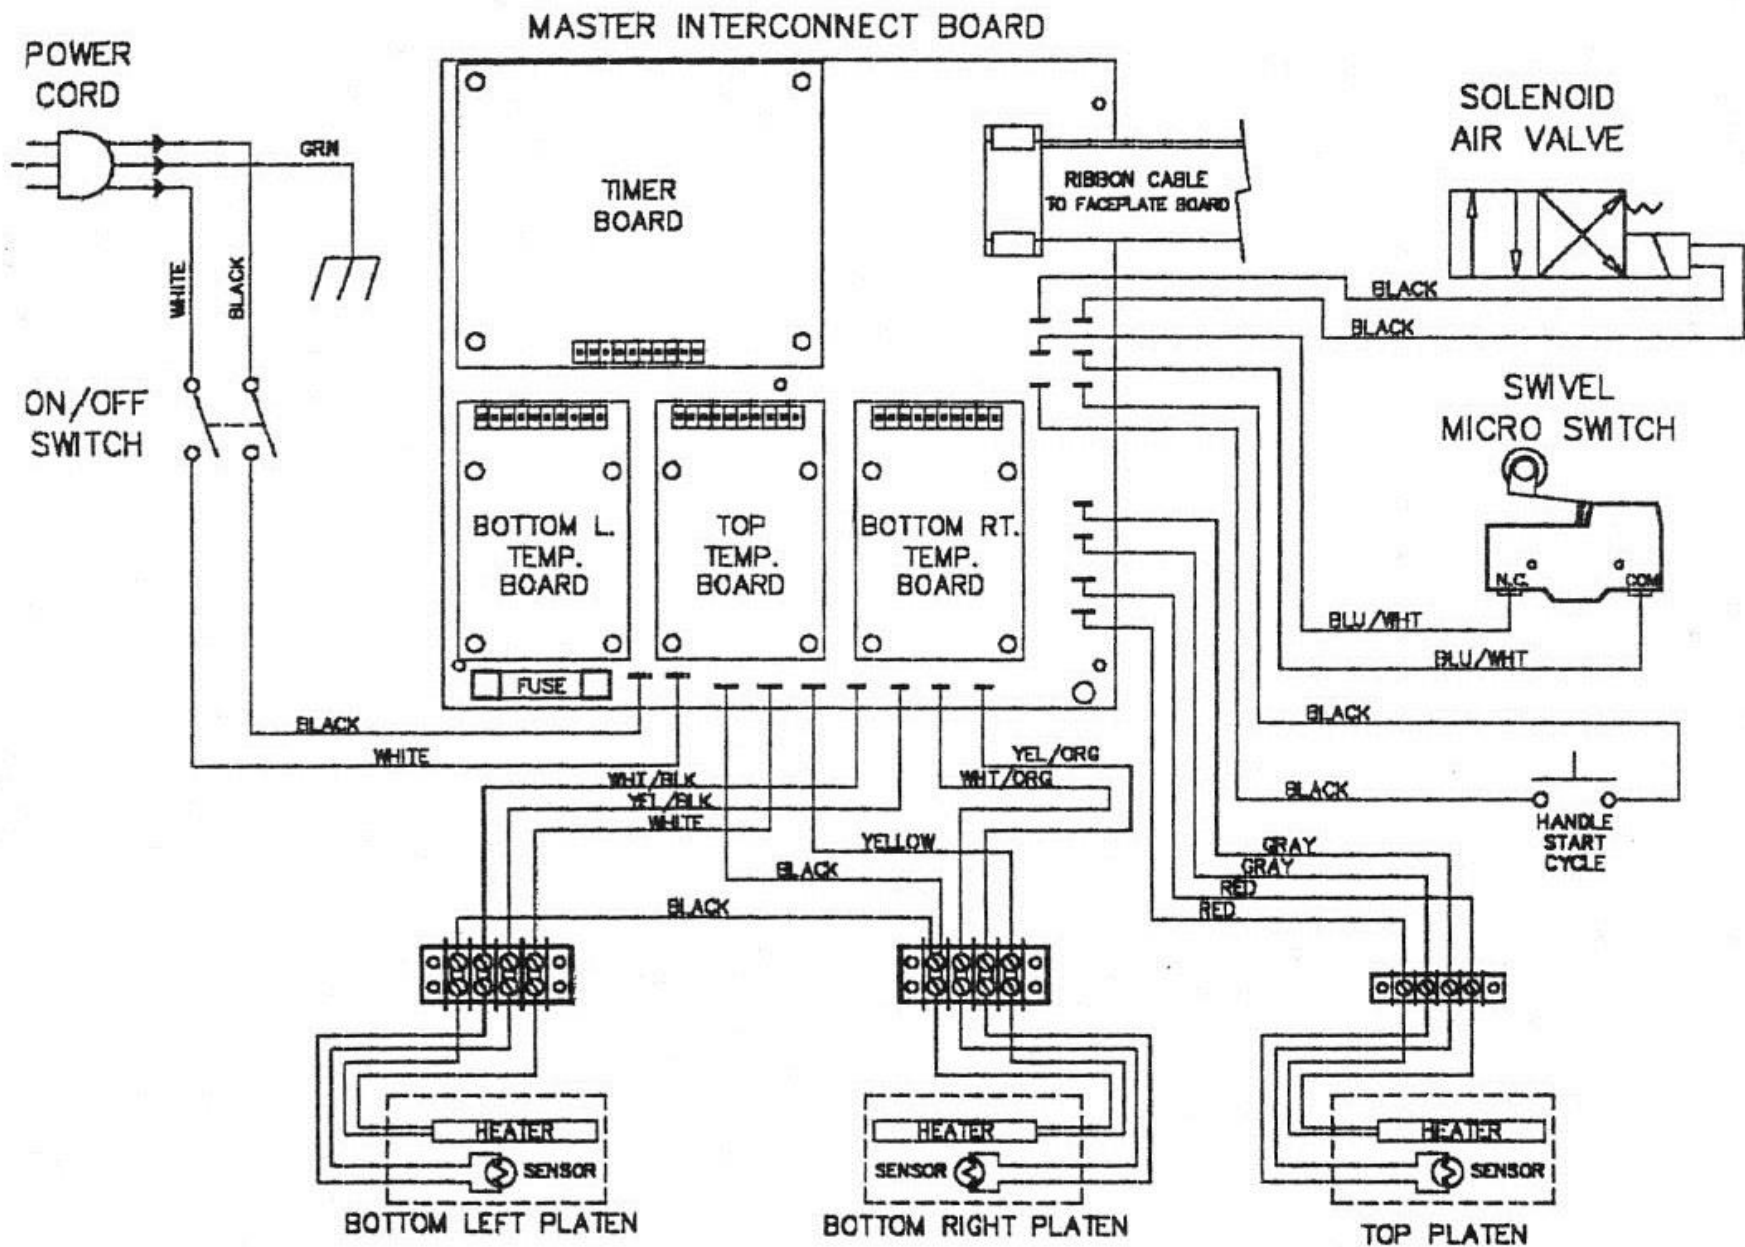 MASTER INTERCONNECT BOARD
POWER
CORD
GRN
WHITE
BLACK
ON/OFF
SWITCH
TIMER
BOARD
RIBBON CABLE
TO FACEPLATE BOARD
SOLENOID
AIR VALVE
BLACK
BLACK
SWIVEL
MICRO SWITCH
N.C.
COM
BLU/WHT
BLU/WHT
BOTTOM L.
TEMP.
BOARD
TOP
TEMP.
BOARD
BOTTOM RT.
TEMP.
BOARD
FUSE
BLACK
WHITE
WHT/BLK
YEL/BLK
WHITE
YEL/ORG
WHT/ORG
YELLOW
BLACK
BLACK
BLACK
BLACK
HANDLE
START
CYCLE
GRAY
GRAY
RED
RED
HEATER
SENSOR
BOTTOM LEFT PLATEN
HEATER
SENSOR
BOTTOM RIGHT PLATEN
HEATER
SENSOR
TOP PLATEN